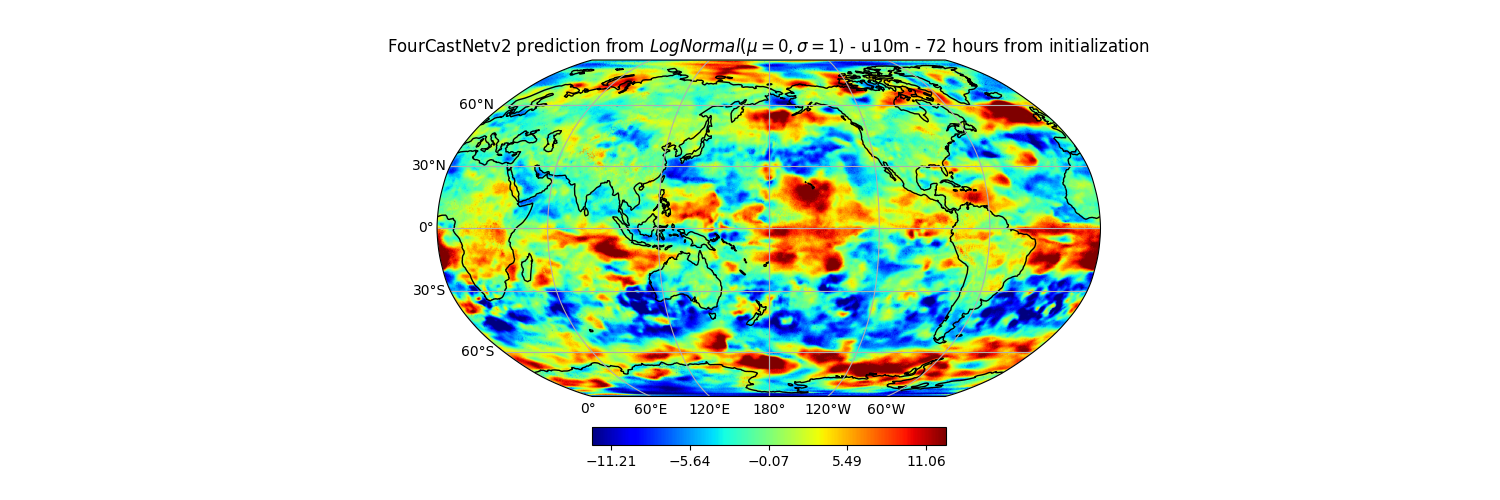 FourCastNetv2 prediction from LogNormal(μ = 0, σ = 1) - u10m - 72 hours from initialization
60°N
30°N
0°
30°S
60°S
0° 60°E 120°E 180° 120°W 60°W
−11.21 −5.64 −0.07 5.49 11.06